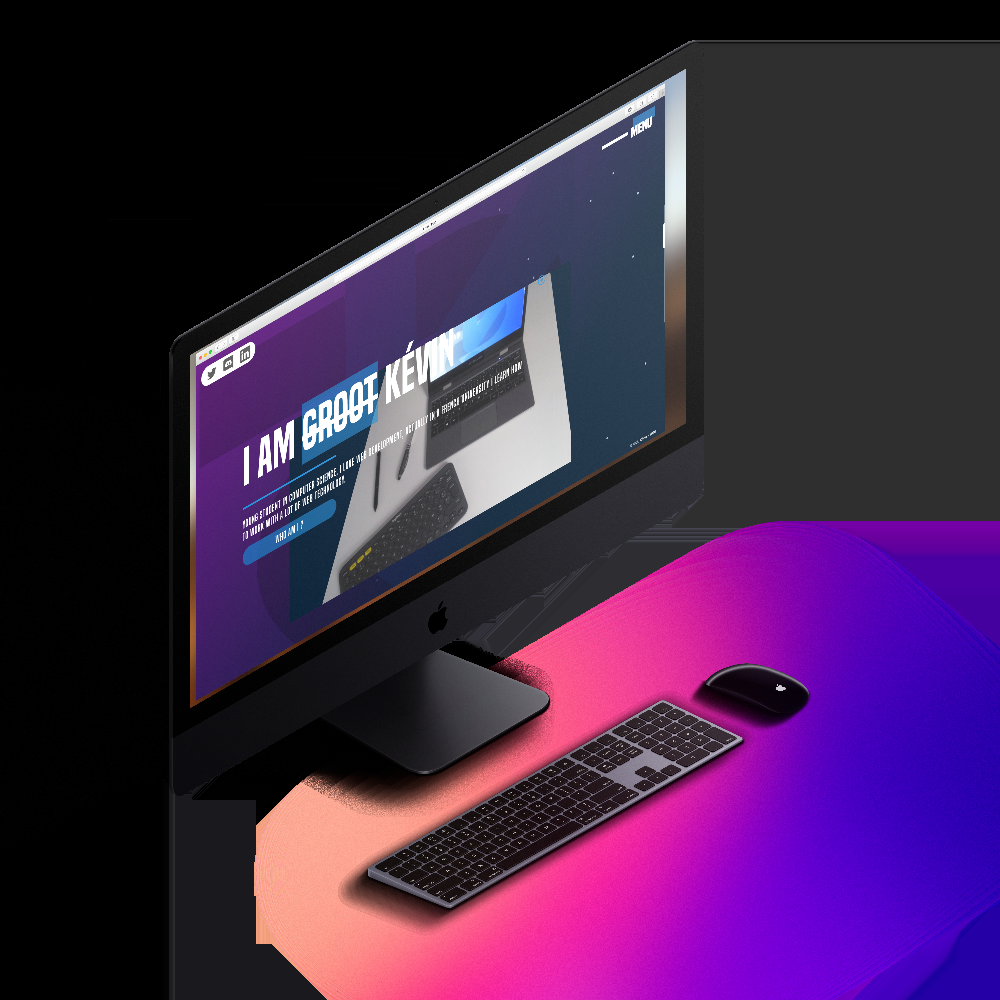 MENU
in
I AM GROOT KÉVIN
YOUNG STUDENT IN COMPUTER SCIENCE, I LOVE WEB DEVELOPMENT, ACTUALLY IN A FRENCH UNIVERSITY I LEARN HOW
TO WORK WITH A LOT OF WEB TECHNOLOGY.
WHO AM I ?